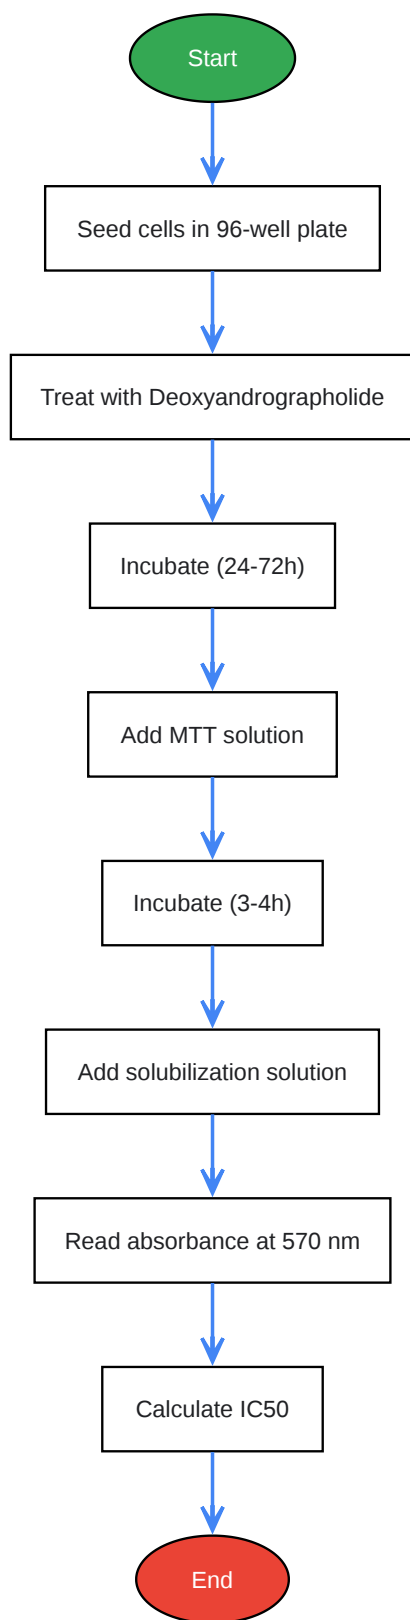 Start
Seed cells in 96-well plate
Treat with Deoxyandrographolide
Incubate (24-72h)
Add MTT solution
Incubate (3-4h)
Add solubilization solution
Read absorbance at 570 nm
Calculate IC50
End